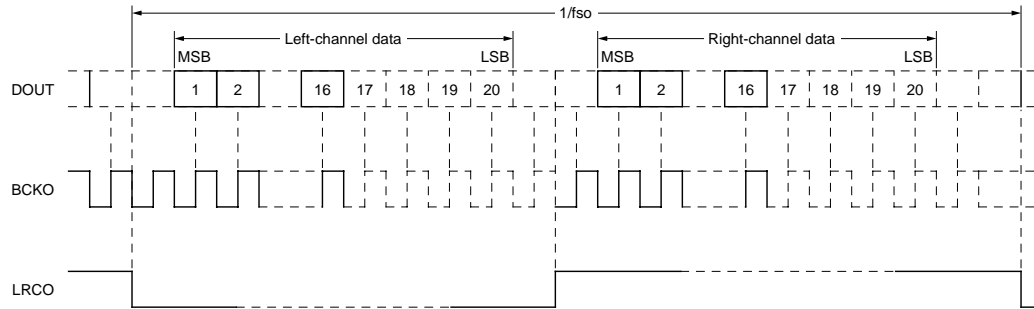 1/fso
Left-channel data
Right-channel data
MSB
LSB
MSB
LSB
DOUT
1 2 16 17 18 19 20 1 2 16 17 18 19 20
BCKO
LRCO